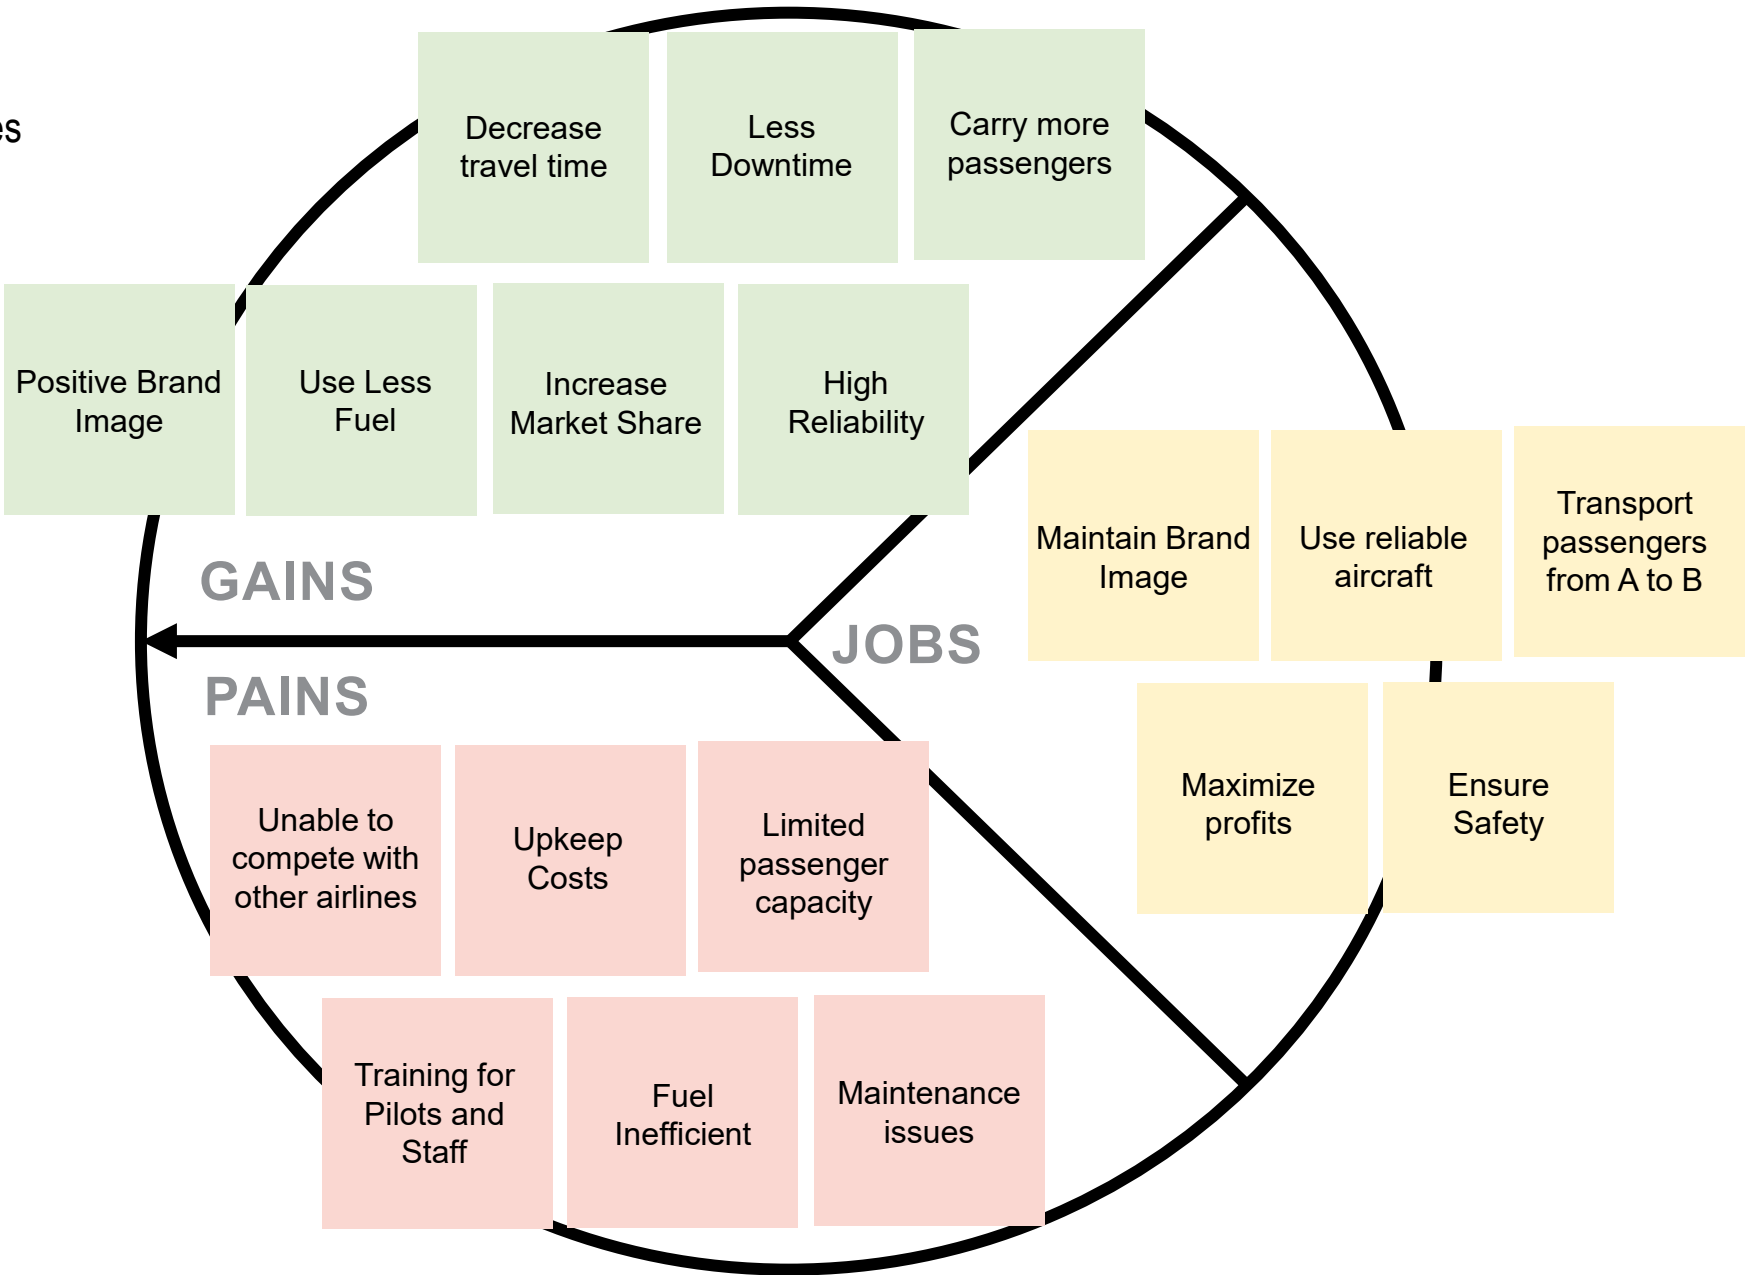 es
Decrease
travel time
Less
Downtime
Carry more
passengers
Positive Brand
Image
Use Less
Fuel
Increase
Market Share
High
Reliability
GAINS
JOBS
Maintain Brand
Image
Use reliable
aircraft
Transport
passengers
from A to B
Maximize
profits
Ensure
Safety
PAINS
Unable to
compete with
other airlines
Upkeep
Costs
Limited
passenger
capacity
Training for
Pilots and
Staff
Fuel
Inefficient
Maintenance
issues